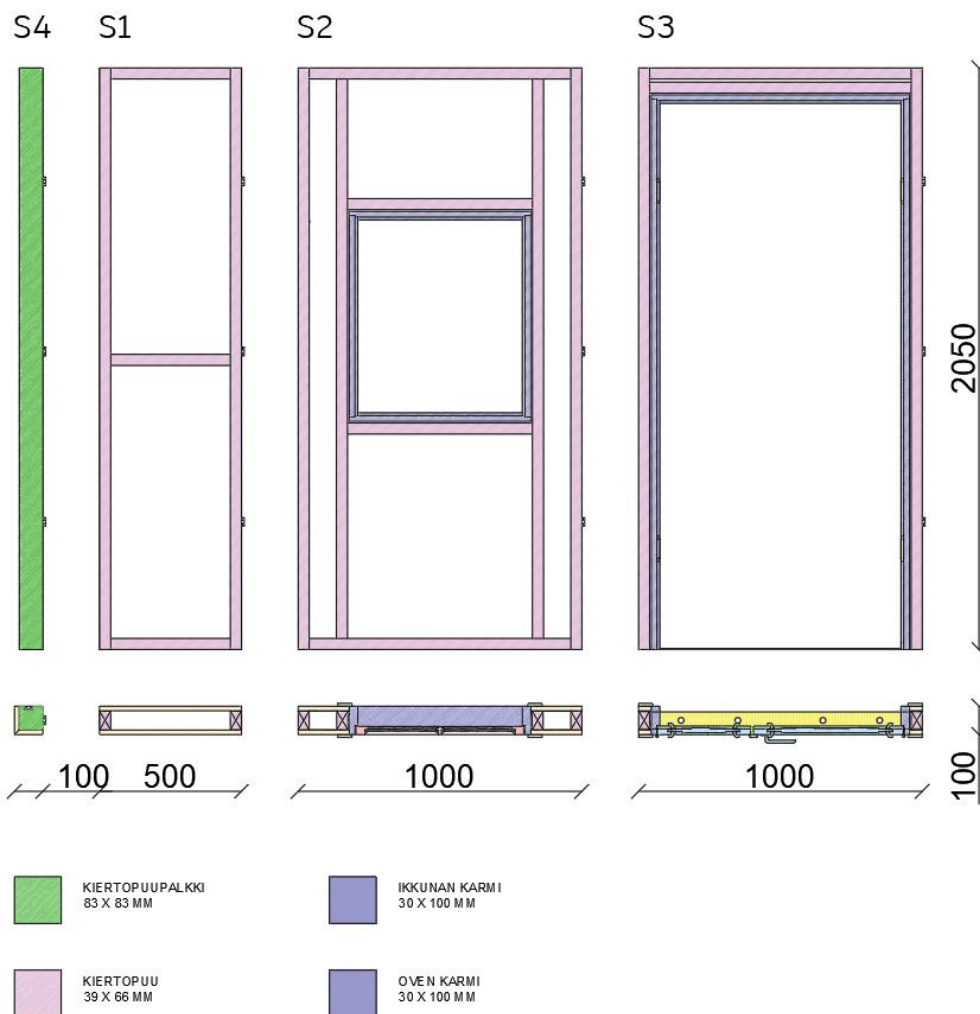 S4 S1 S2 S3
2050
100 500 1000 1000 100
KIERTOPUUPALKKI
83 X 83 MM
IKKUNAN KARMI
30 X 100 MM
KIERTOPUU
39 X 66 MM
OVEN KARMI
30 X 100 MM